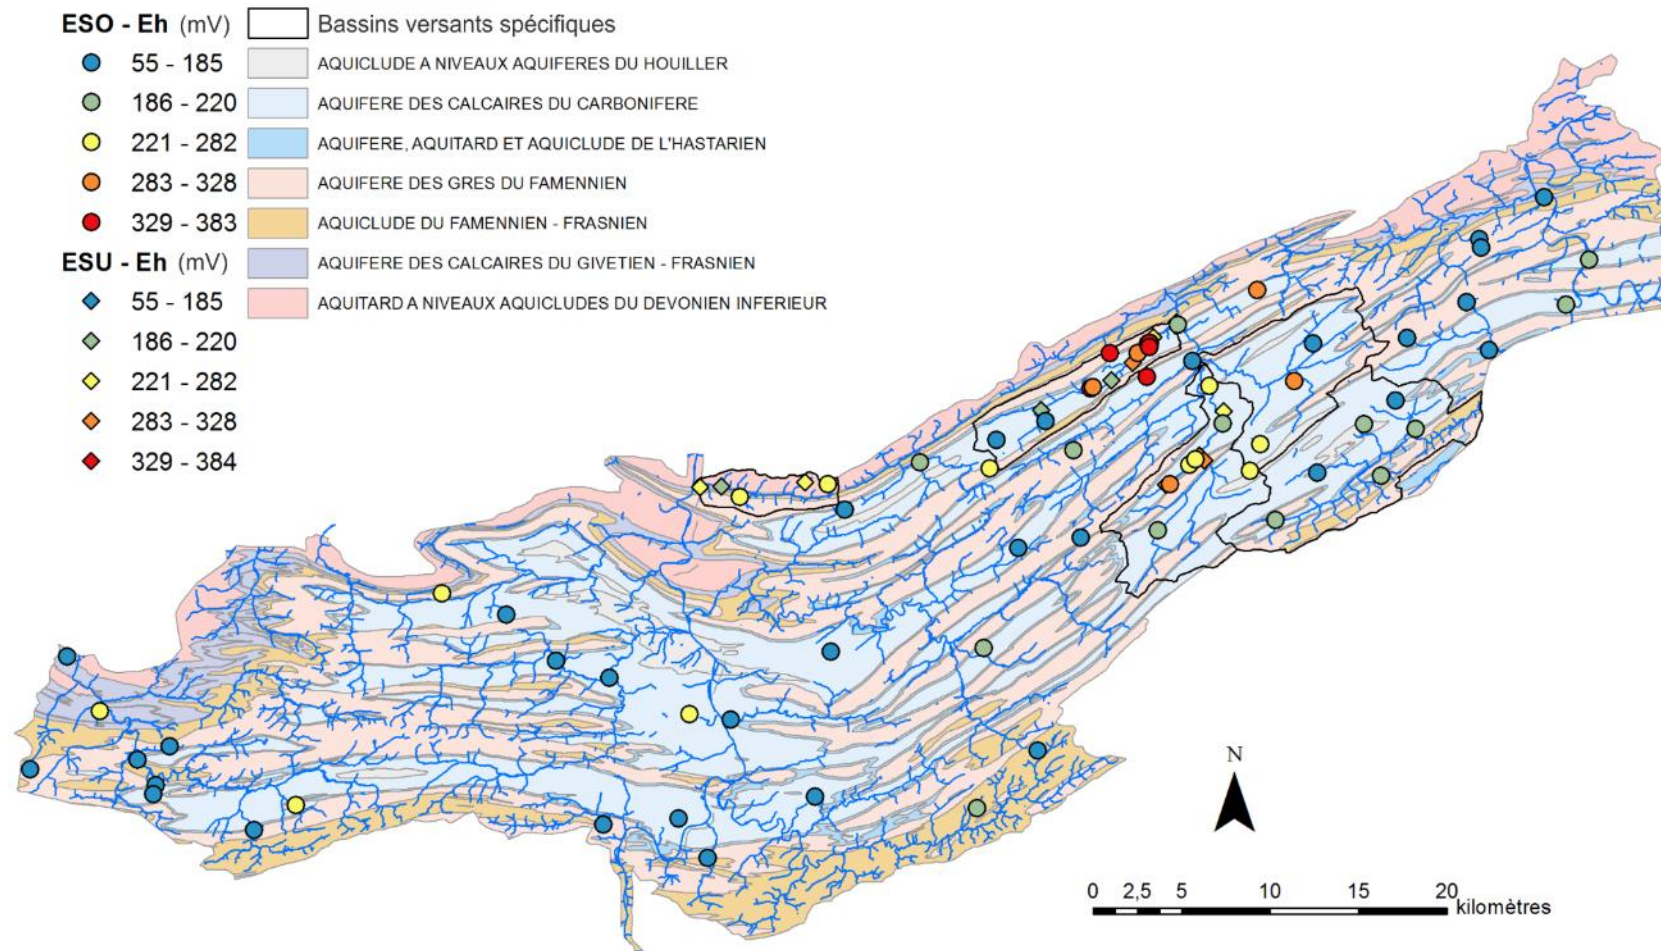 ESO - Eh (mV) Bassins versants spécifiques
55 - 185 AQUICLUDE A NIVEAUX AQUIFERES DU HOUILLER
186 - 220 AQUIFERE DES CALCAIRES DU CARBONIFERE
221 - 282 AQUIFERE, AQUITARD ET AQUICLUDE DE L'HASTARIEN
283 - 328 AQUIFERE DES GRES DU FAMENNIEN
329 - 383 AQUICLUDE DU FAMENNIEN - FRASNIEN
ESU - Eh (mV) AQUIFERE DES CALCAIRES DU GIVETIEN - FRASNIEN
55 - 185 AQUITARD A NIVEAUX AQUICLUDES DU DEVONIEN INFERIEUR
186 - 220
221 - 282
283 - 328
329 - 384
N
0 2,5 5 10 15 20
kilomètres